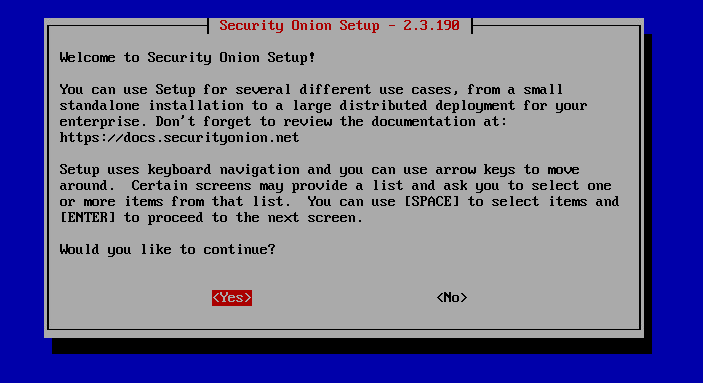 Security Onion Setup - 2.3.190
Welcome to Security Onion Setup!
You can use Setup for several different use cases, from a small
standalone installation to a large distributed deployment for your
enterprise. Don't forget to review the documentation at:
https://docs.securityonion.net
Setup uses keyboard navigation and you can use arrow keys to move
around.  Certain screens may provide a list and ask you to select one
or more items from that list.  You can use [SPACE] to select items and
[ENTER] to proceed to the next screen.
Would you like to continue?
<Yes> <No>